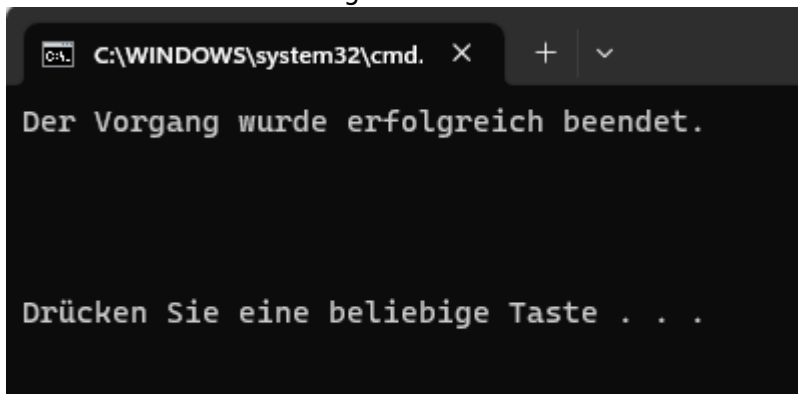 C:\WINDOWS\system32\cmd.
Der Vorgang wurde erfolgreich beendet.
Drücken Sie eine beliebige Taste . . .